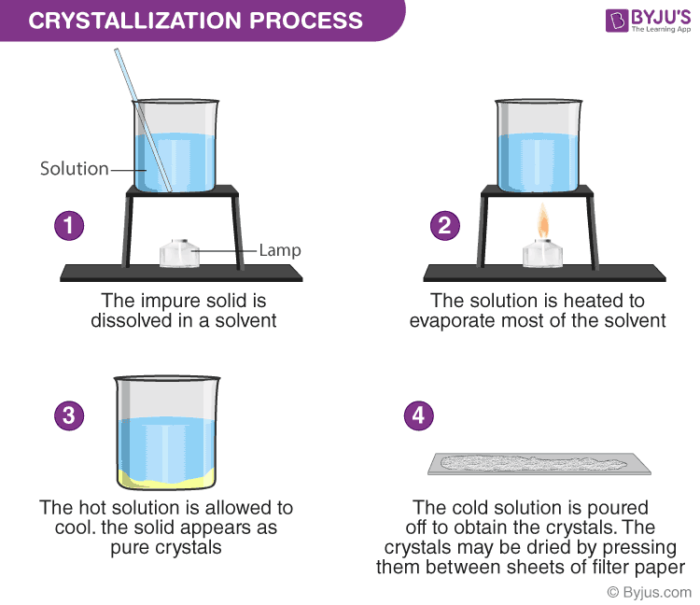 CRYSTALLIZATION PROCESS
BYJU'S
The Learning App
Solution
1
Lamp
2
The impure solid is
dissolved in a solvent
The solution is heated to
evaporate most of the solvent
3
4
The hot solution is allowed to
cool. the solid appears as
pure crystals
The cold solution is poured
off to obtain the crystals. The
crystals may be dried by pressing
them between sheets of filter paper
© Byjus.com